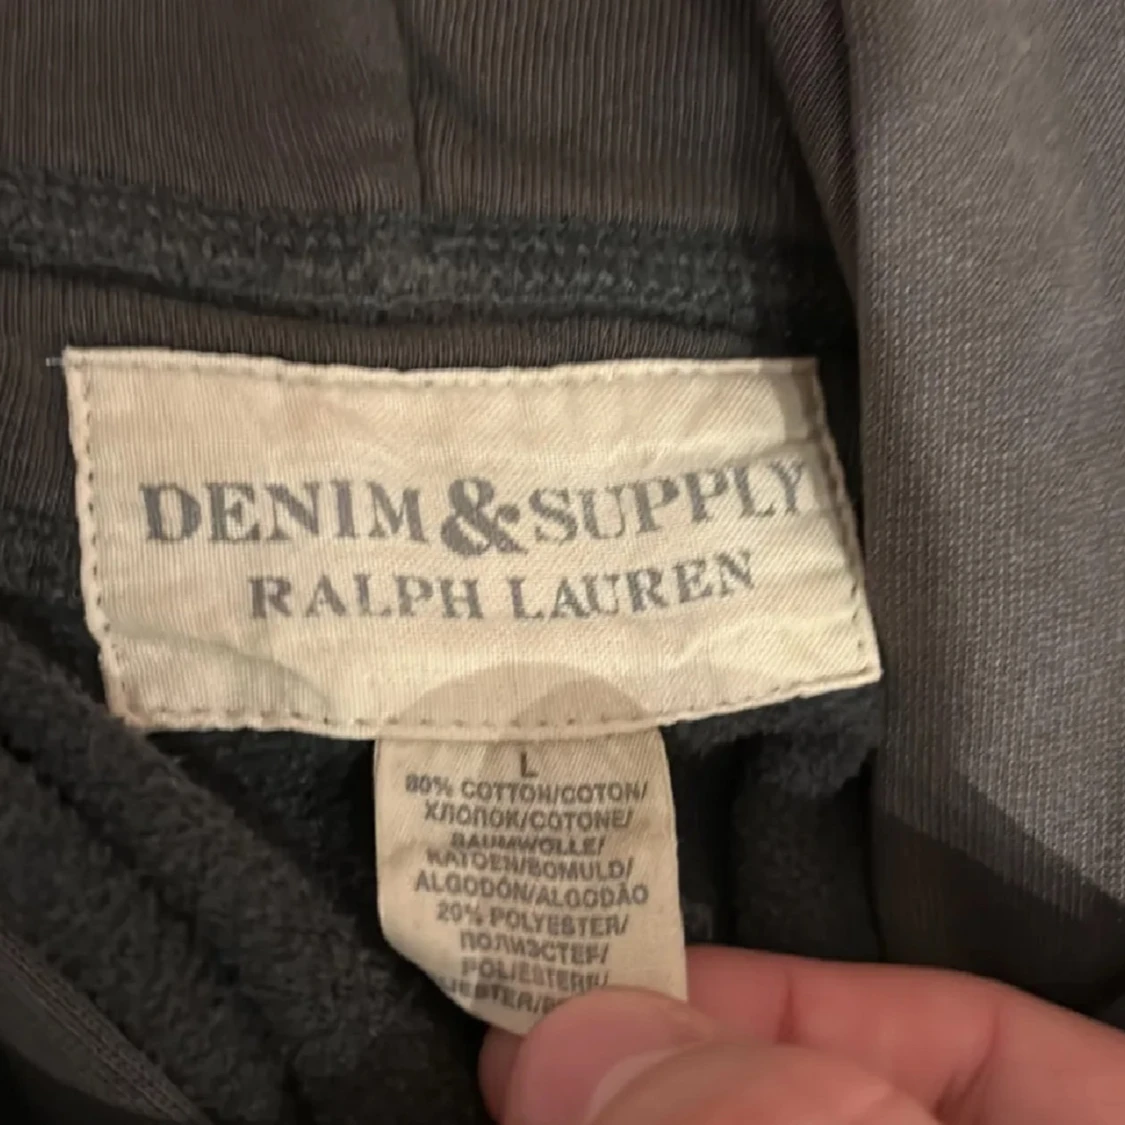 DENIM&SUPPLY
RALPH LAUREN
L
80% COTTON/COTON/
ХЛОПОК/COTONE/
BAUMWOLLE/
KATOEN/BOMULD/
ALGODÓN/ALGODÃO
20% POLYESTER/
ПОЛИЭСТЕР/